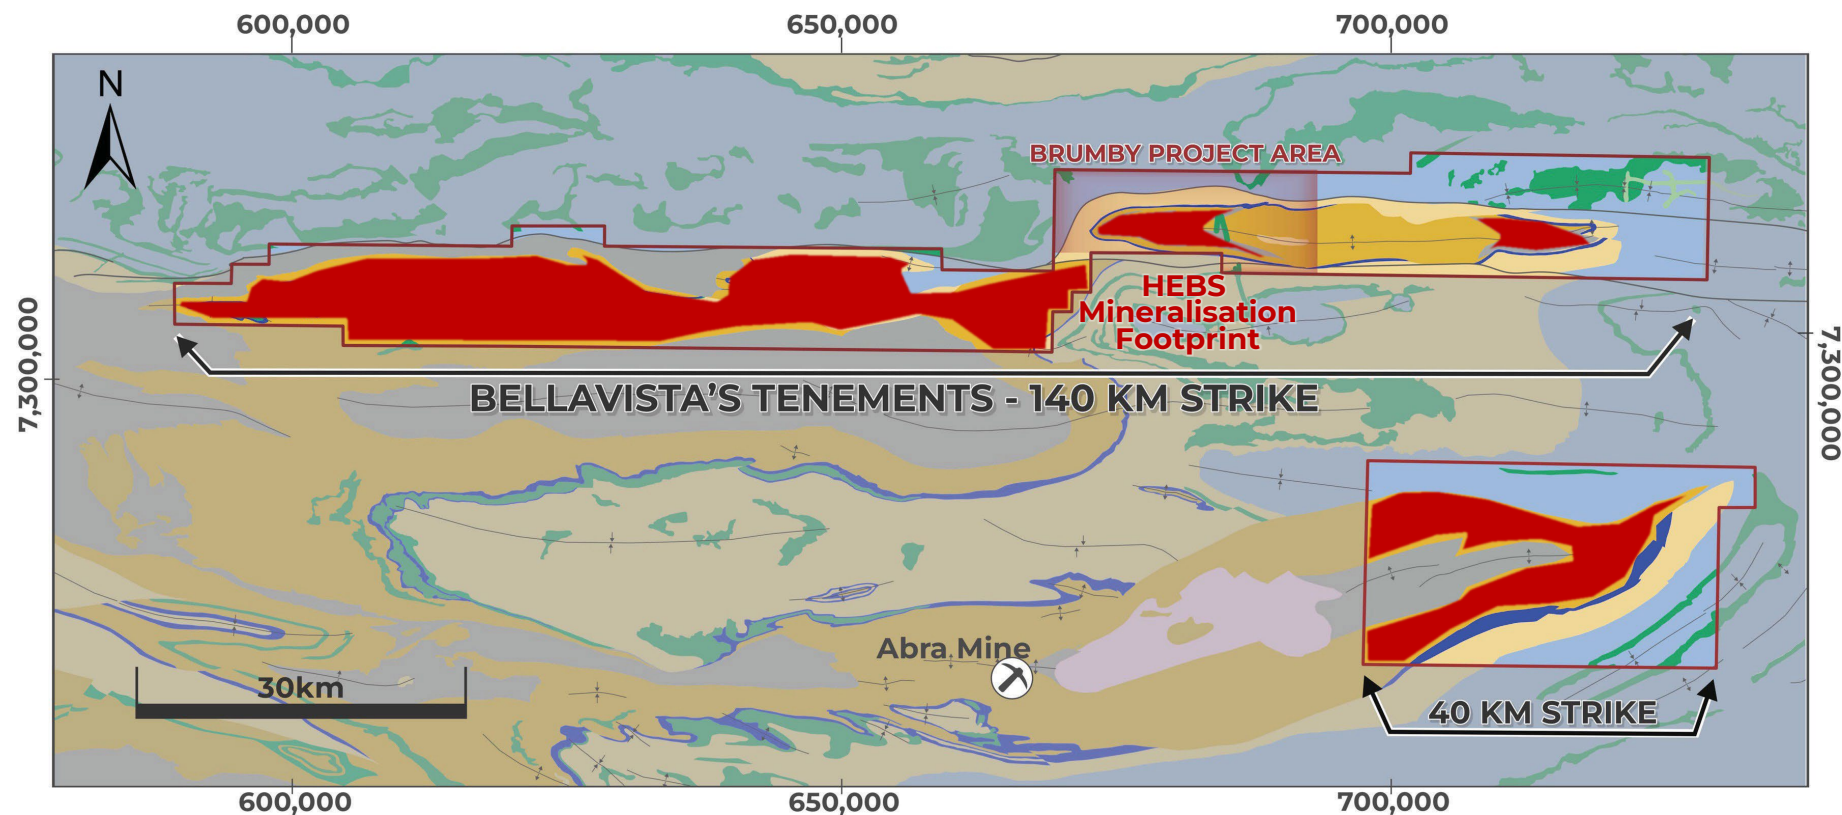 600,000
650,000
700,000
N
BRUMBY PROJECT AREA
HEBS
Mineralisation
Footprint
7,300,000
7,300,000
BELLAVISTA’S TENEMENTS - 140 KM STRIKE
Abra Mine
30km
40 KM STRIKE
600,000
650,000
700,000